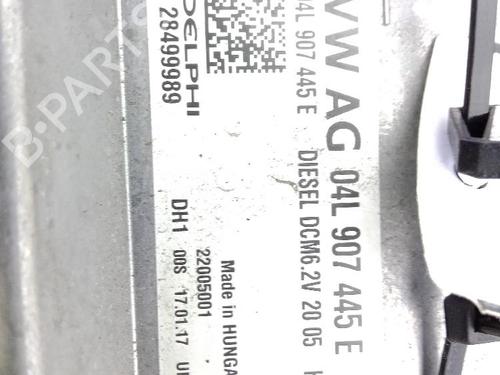 VW AG 04L 907 445 E
04L 907 445 E DIESEL DCM6.2V 20 05
DELPHI
28499989
Made in HUNGA
22005001
DH1 00S 17.01.17
B-PARTS